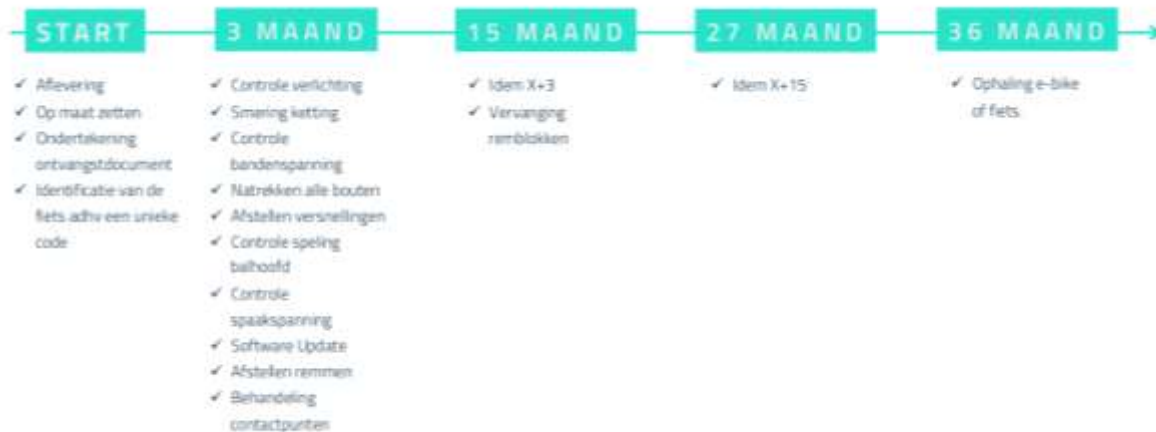 START
✓ Aflevering
✓ Op maat zetten
✓ Ondertekening
ontvangstdocument
✓ Identificatie van de
fiets adhv een unieke
code
3 MAAND
✓ Controle verlichting
✓ Smering ketting
✓ Controle
bandenspanning
✓ Natrekken alle bouten
✓ Afstellen versnellingen
✓ Controle speling
balhoofd
✓ Controle
spaakspanning
✓ Software Update
✓ Afstellen remmen
✓ Behandeling
contactpunten
15 MAAND
✓ Idem X+3
✓ Vervanging
remblokken
27 MAAND
✓ Idem X+15
36 MAAND
✓ Ophaling e-bike
of fiets